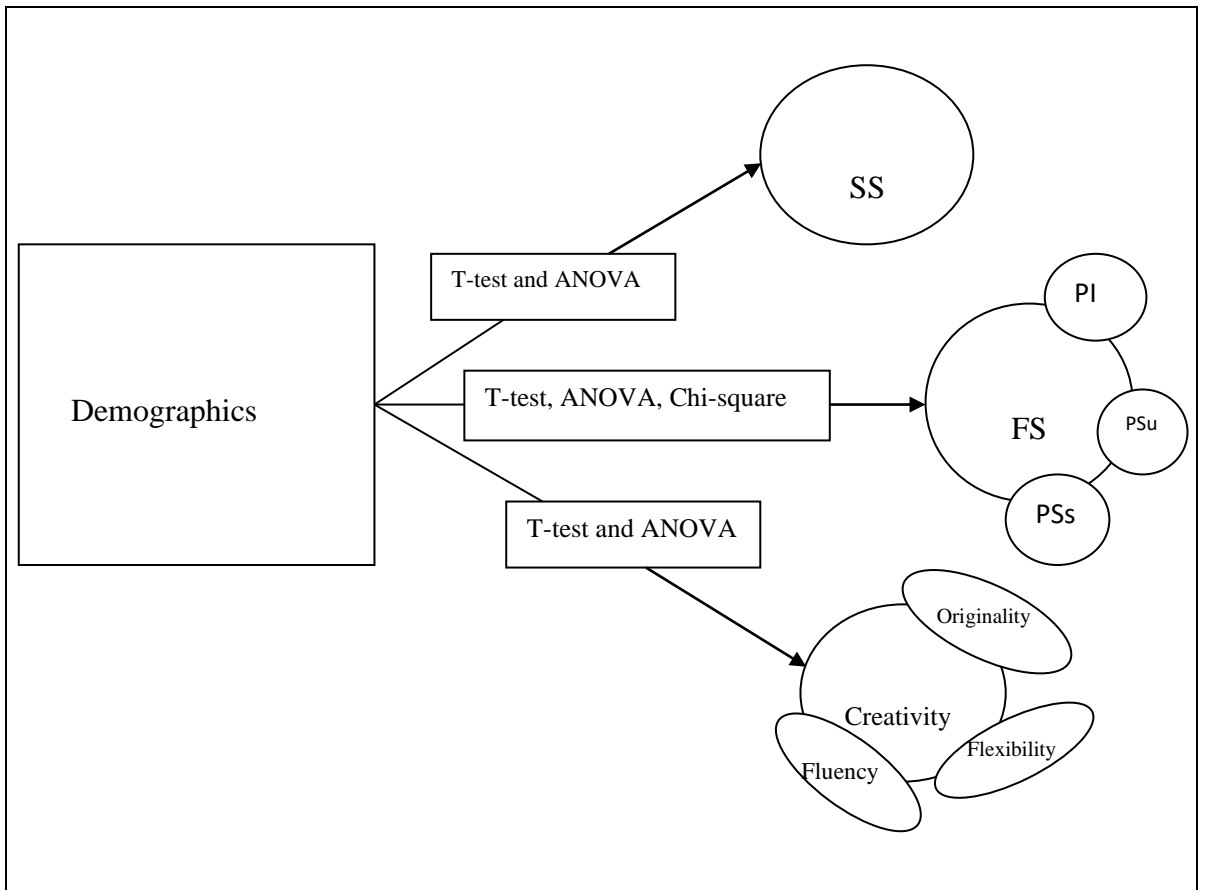 SS
T-test and ANOVA
PI
Demographics
T-test, ANOVA, Chi-square
FS
PSu
PSs
T-test and ANOVA
Originality
Creativity
Flexibility
Fluency